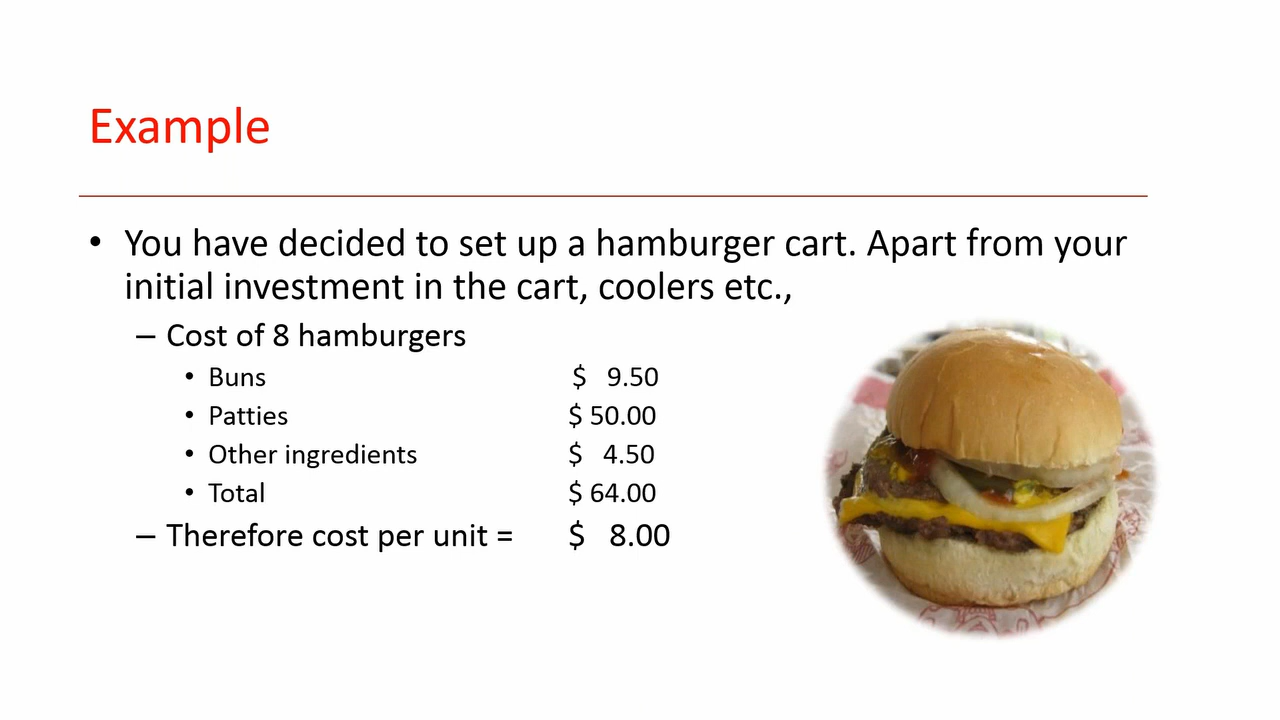 Example
• You have decided to set up a hamburger cart. Apart from your
initial investment in the cart, coolers etc.,
– Cost of 8 hamburgers
• Buns $ 9.50
• Patties $ 50.00
• Other ingredients $ 4.50
• Total $ 64.00
– Therefore cost per unit = $ 8.00